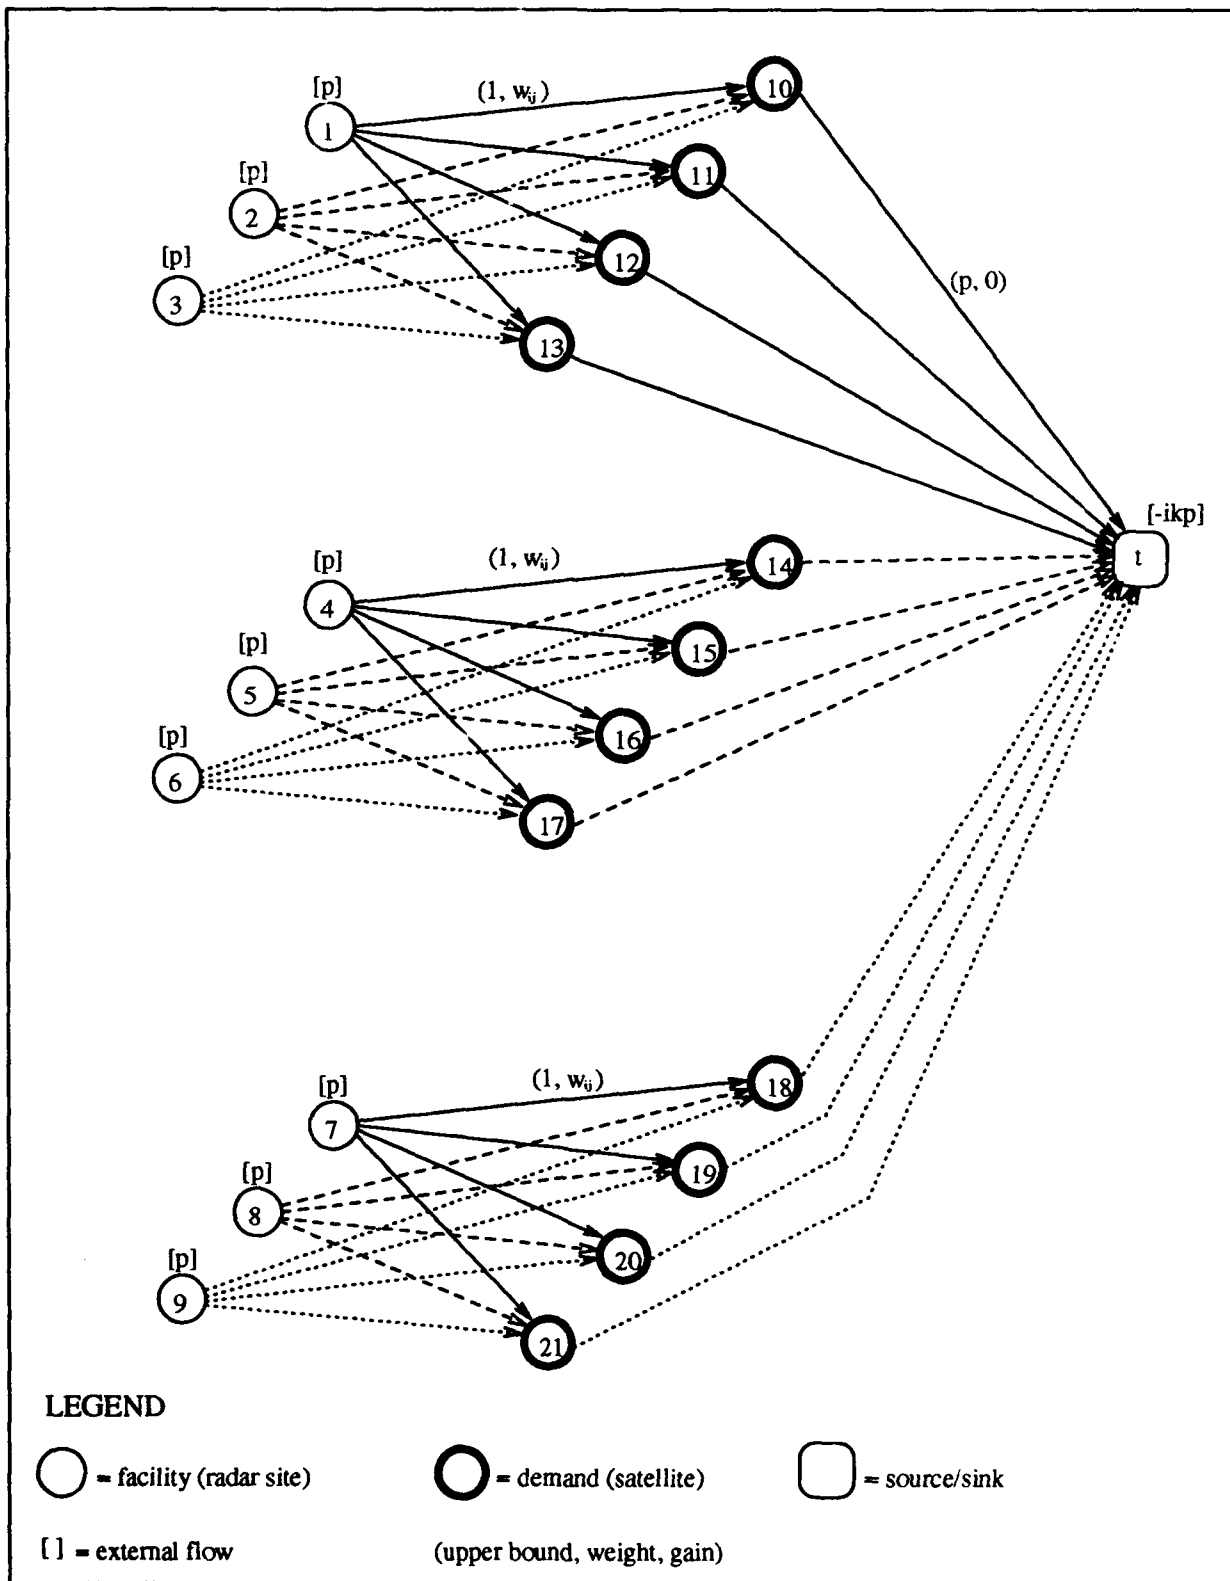 [p]
1
(1, wij)
10
[p]
2
11
[p]
3
12
13
(p, 0)
[-ikp]
t
[p]
4
(1, wij)
14
[p]
5
15
[p]
6
16
17
[p]
7
(1, wij)
18
[p]
8
19
[p]
9
20
21
LEGEND
= facility (radar site) = demand (satellite) = source/sink
[ ] = external flow (upper bound, weight, gain)